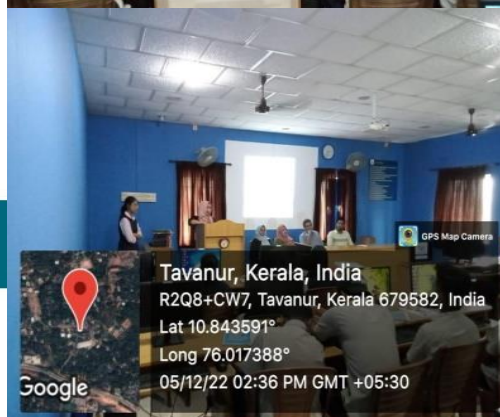 GPS Map Camera
Tavanur, Kerala, India
R2Q8+CW7, Tavanur, Kerala 679582, India
Lat 10.843591°
Long 76.017388°
05/12/22 02:36 PM GMT +05:30
Google